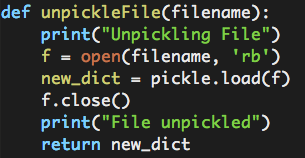 def unpickleFile(filename):
    print("Unpickling File")
    f = open(filename, 'rb')
    new_dict = pickle.load(f)
    f.close()
    print("File unpickled")
    return new_dict